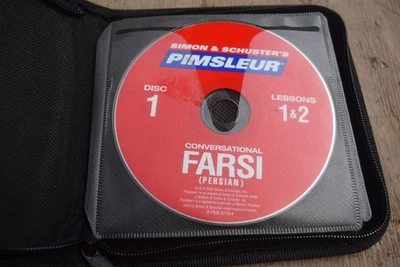 SIMON & SCHUSTER'S
PIMSLEUR®
DISC
1
LESSONS
1&2
CONVERSATIONAL
FARSI
(PERSIAN)